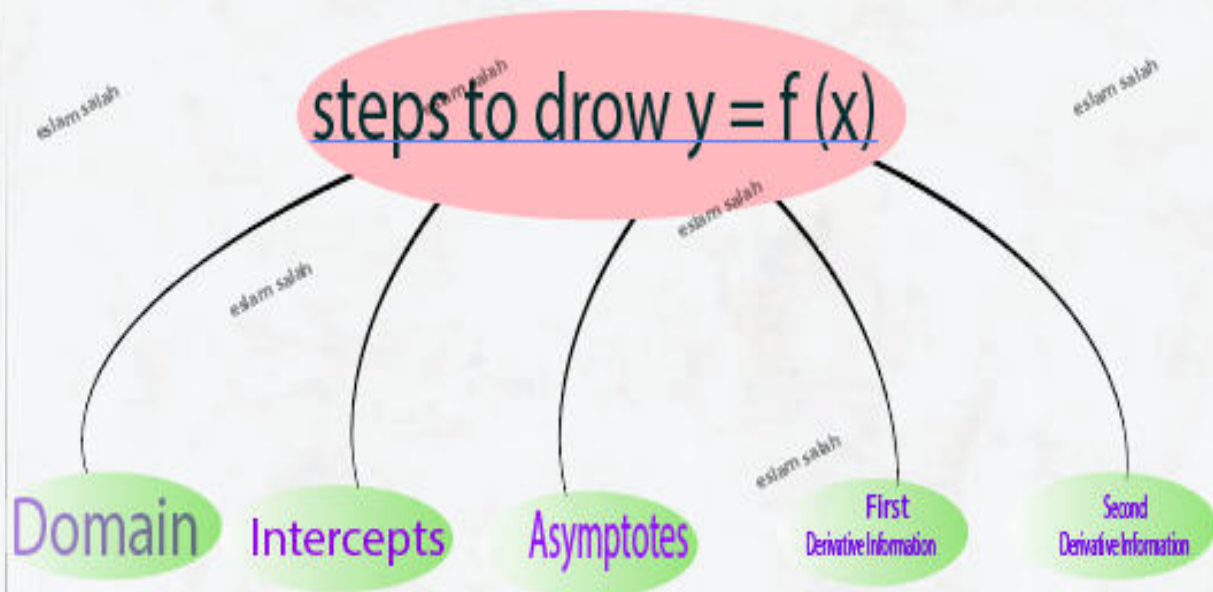 eslam salah
eslam salah
eslam salah
steps to drow y = f (x)
eslam salah
eslam salah
eslam salah
Domain
Intercepts
Asymptotes
First
Derivative Information
Second
Derivative Information